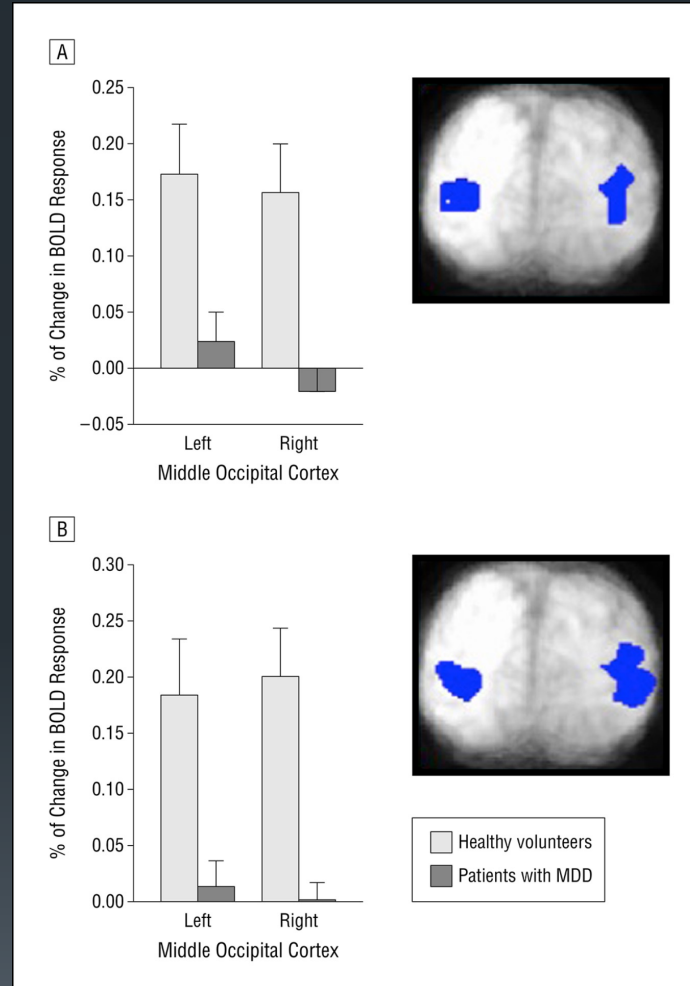 A
0.25
0.20
0.15
0.10
0.05
0.00
−0.05
% of Change in BOLD Response
Left Right
Middle Occipital Cortex
B
0.30
0.25
0.20
0.15
0.10
0.05
0.00
% of Change in BOLD Response
Left Right
Middle Occipital Cortex
Healthy volunteers
Patients with MDD